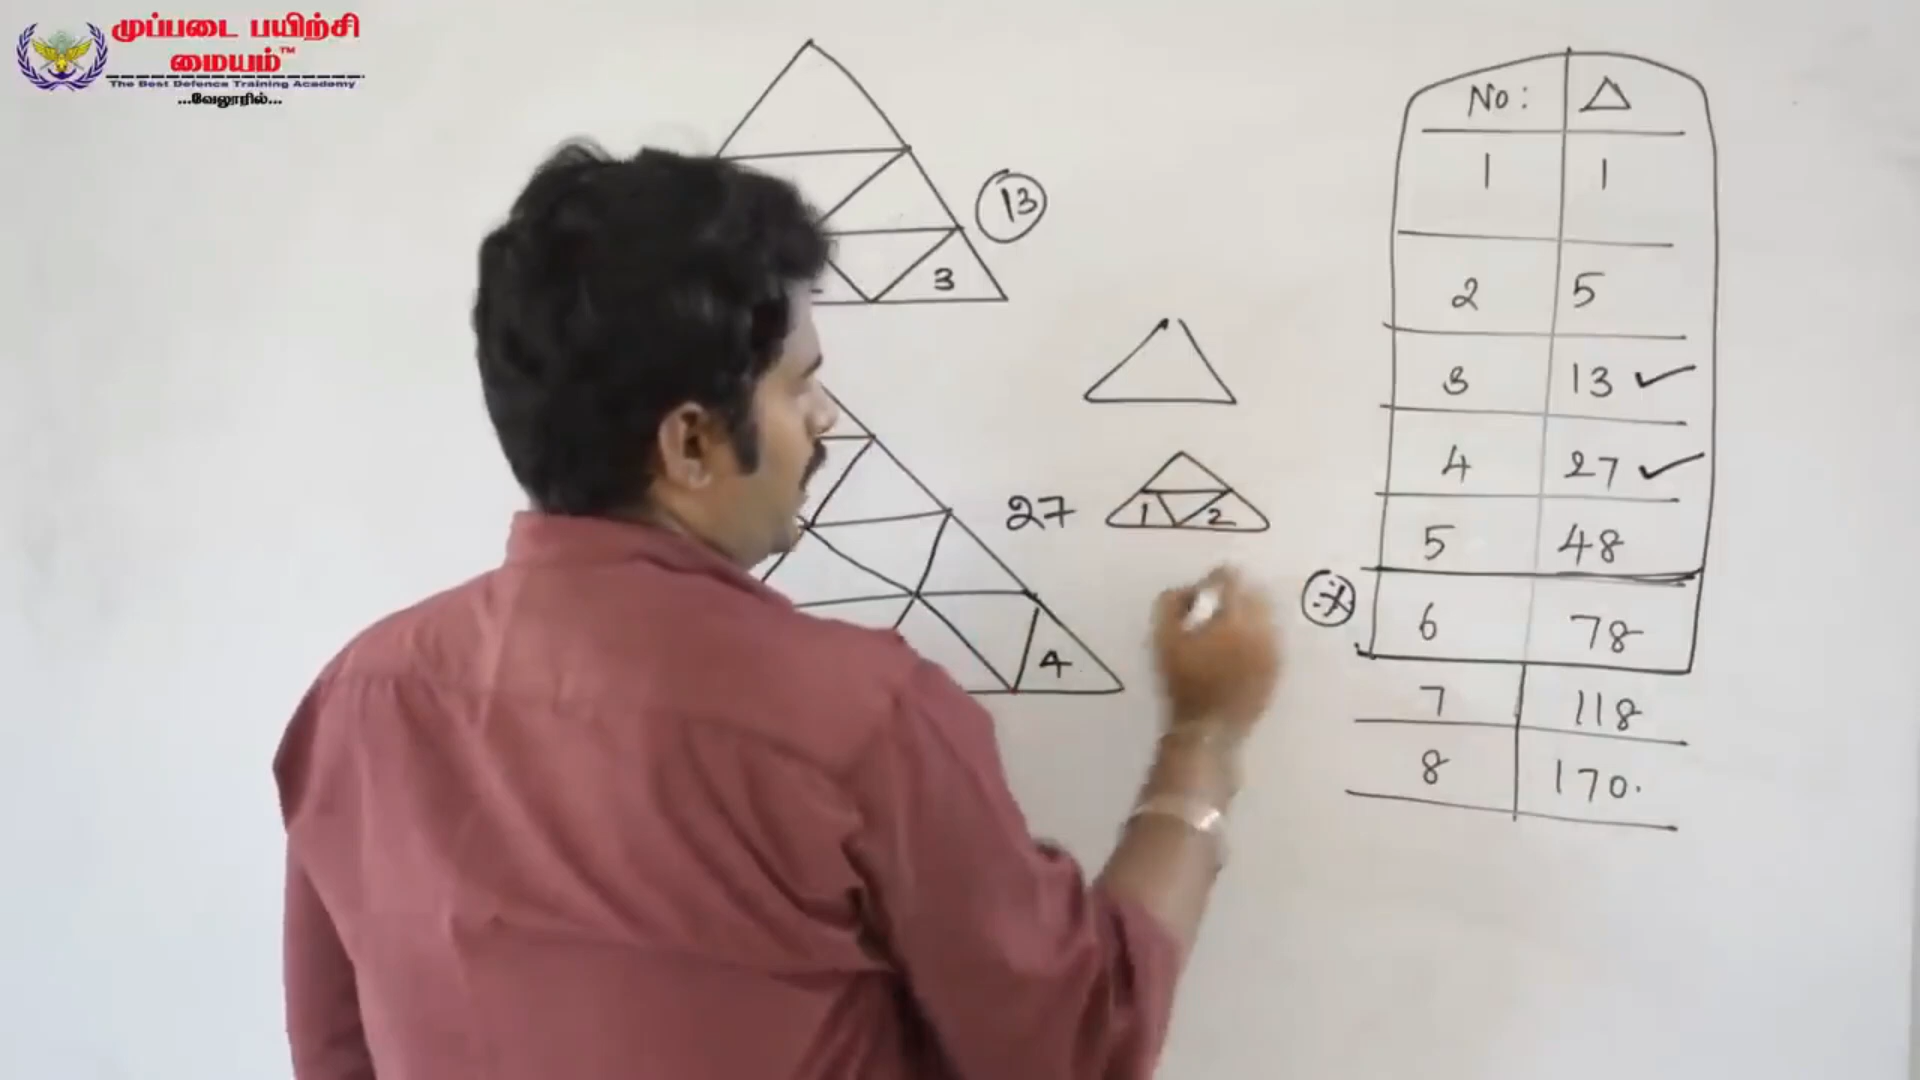 முப்படை பயிற்சி
மையம்™
The Best Defence Training Academy
...வேலூரில்...
13
3
27
1 2
4
No: △
1 1
2 5
3 13 ✓
4 27 ✓
5 48
6 78
7 118
8 170.